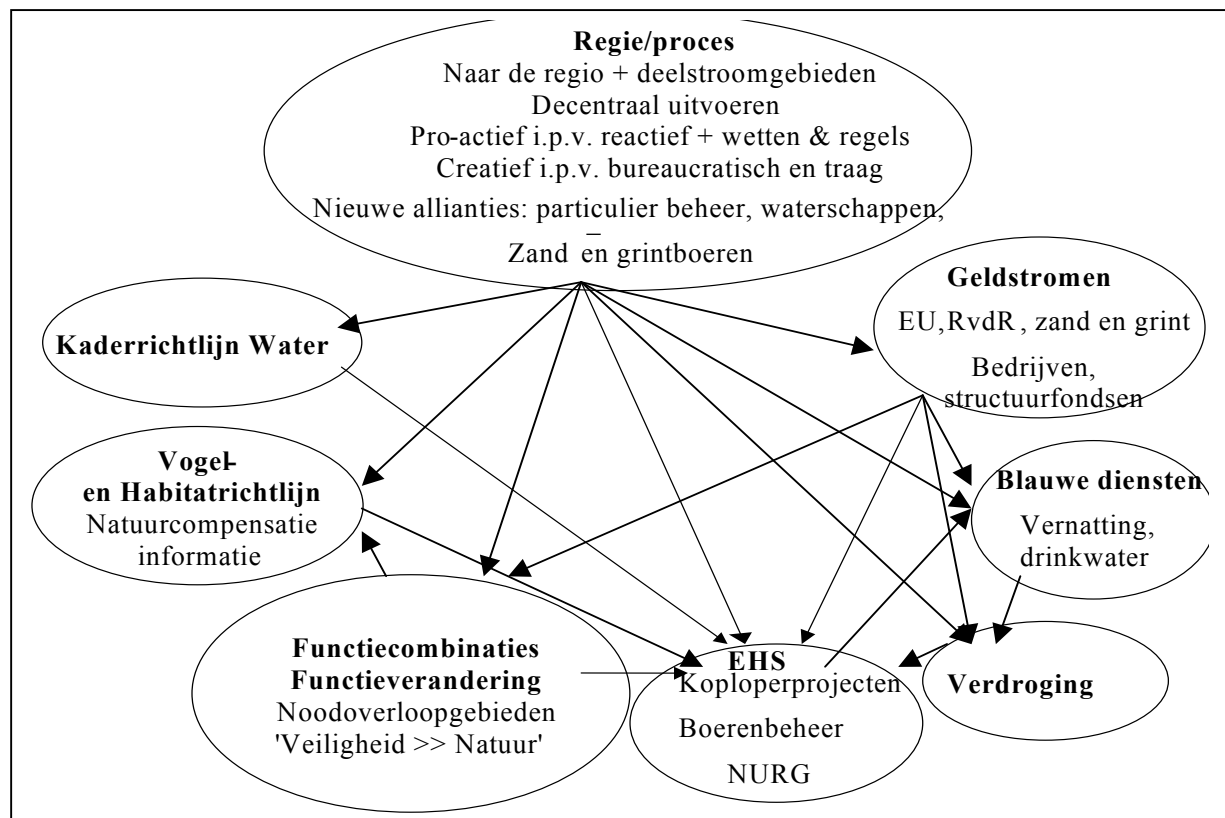 Regie/proces
Naar de regio + deelstroomgebieden
Decentraal uitvoeren
Pro-actief i.p.v. reactief + wetten & regels
Creatief i.p.v. bureaucratisch en traag
Nieuwe allianties: particulier beheer, waterschappen,
Zand en grintboeren
Geldstromen
EU,RvdR, zand en grint
Bedrijven,
structuurfondsen
Kaderrichtlijn Water
Vogel-
en Habitatrichtlijn
Natuurcompensatie
informatie
Blauwe diensten
Vernatting,
drinkwater
Functiecombinaties
Functieverandering
Noodoverloopgebieden
'Veiligheid >> Natuur'
EHS
Koploperprojecten
Boerenbeheer
NURG
Verdroging